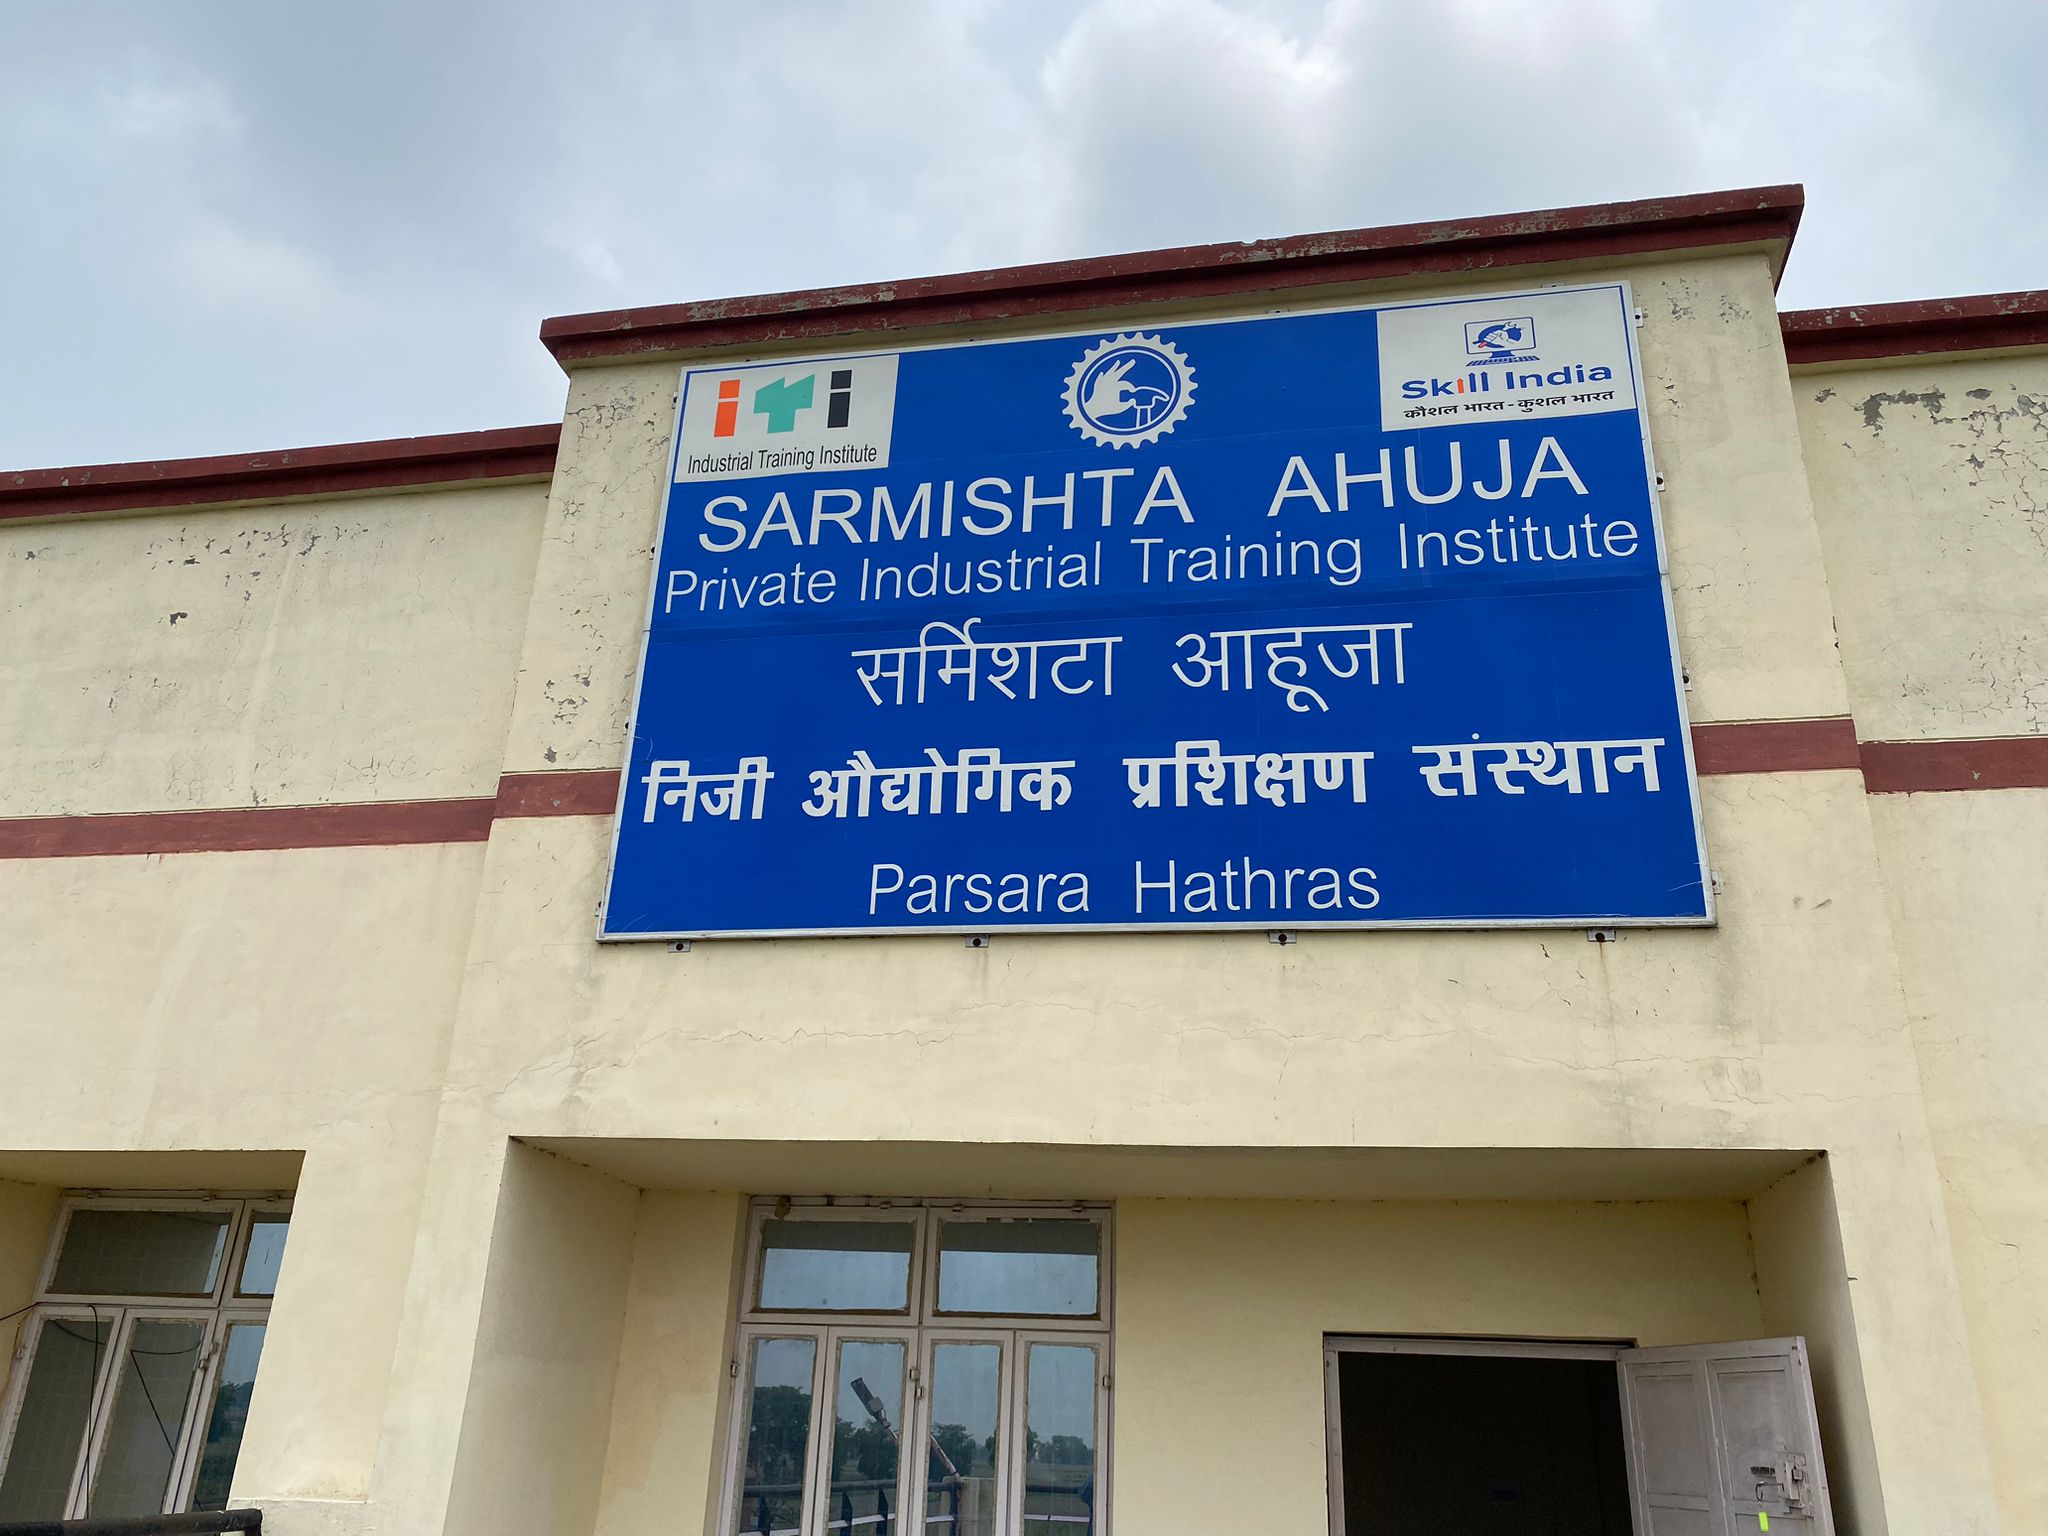 iTi
Industrial Training Institute
Skill India
कौशल भारत - कुशल भारत
SARMISHTA AHUJA
Private Industrial Training Institute
सर्मिशटा आहूजा
निजी औद्योगिक प्रशिक्षण संस्थान
Parsara Hathras